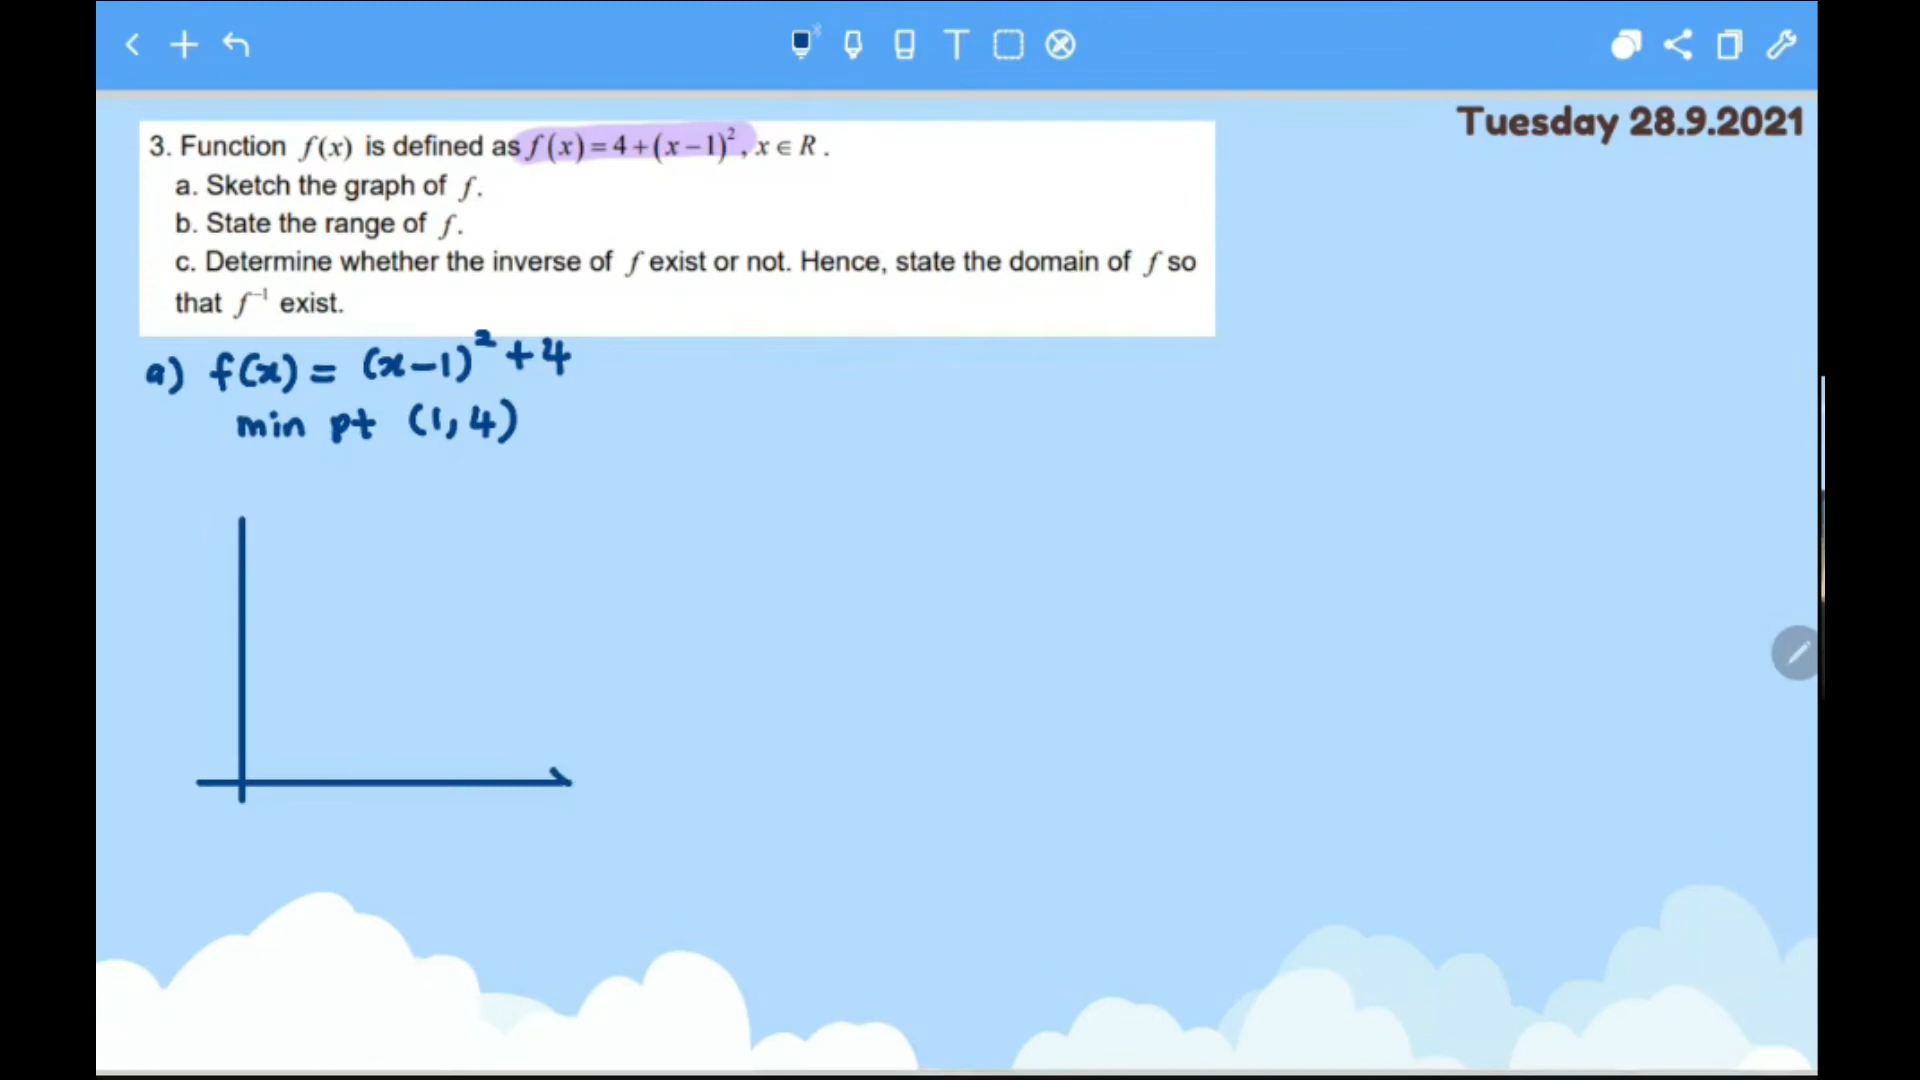 Tuesday 28.9.2021
3. Function f(x) is defined as f(x)=4+(x−1)², x∈R.
a. Sketch the graph of f.
b. State the range of f.
c. Determine whether the inverse of f exist or not. Hence, state the domain of f so
that f⁻¹ exist.
a) f(x) = (x−1)² + 4
min pt (1,4)